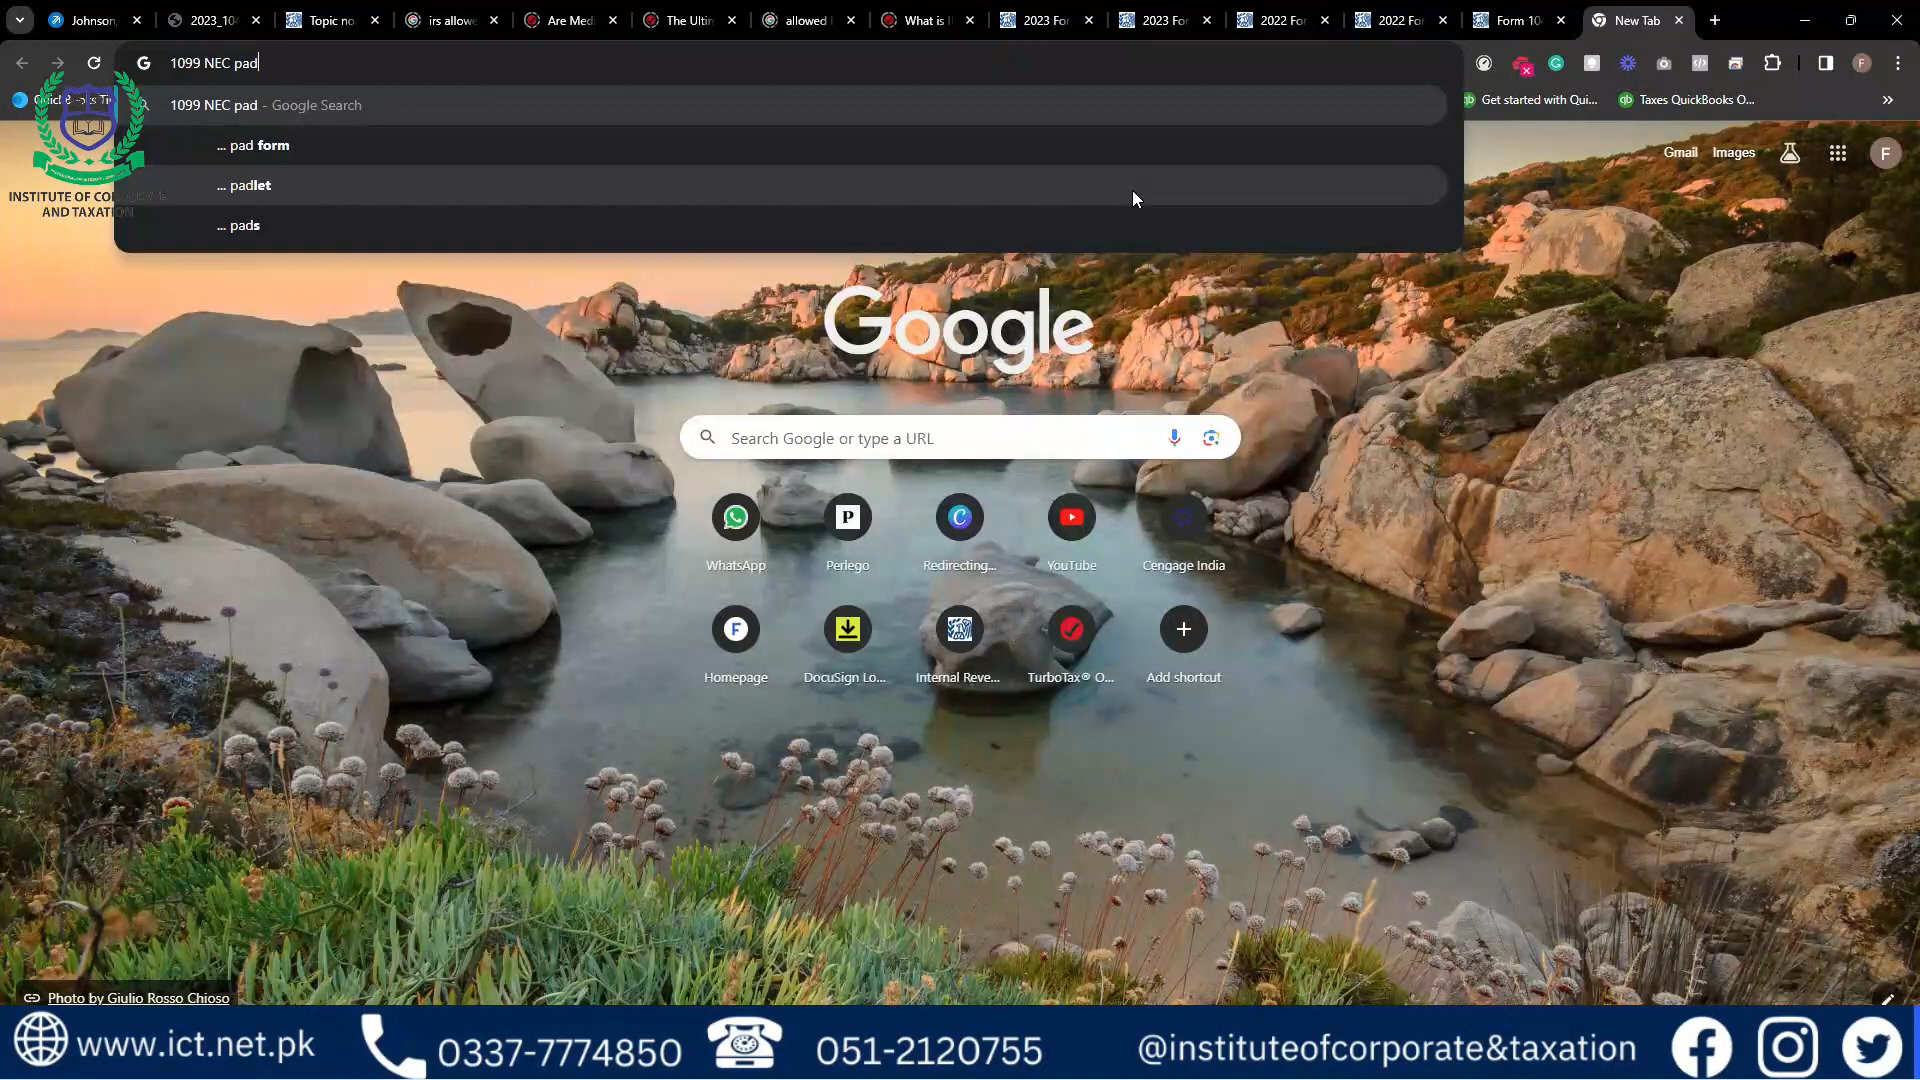 Johnson,
2023_104
Topic no
irs allowe
Are Med
The Ultin
allowed
What is I
2023 For
2023 For
2022 For
2022 For
Form 10
New Tab
1099 NEC pad
1099 NEC pad - Google Search
... pad form
... padlet
... pads
Get started with Qui...
Taxes QuickBooks O...
INSTITUTE OF
AND TAXATION
Gmail
Images
F
Google
Search Google or type a URL
WhatsApp
Perlego
Redirecting...
YouTube
Cengage India
Homepage
DocuSign Lo...
Internal Reve...
TurboTax® O...
Add shortcut
Photo by Giulio Rosso Chioso
www.ict.net.pk
0337-7774850
051-2120755
@instituteofcorporate&taxation